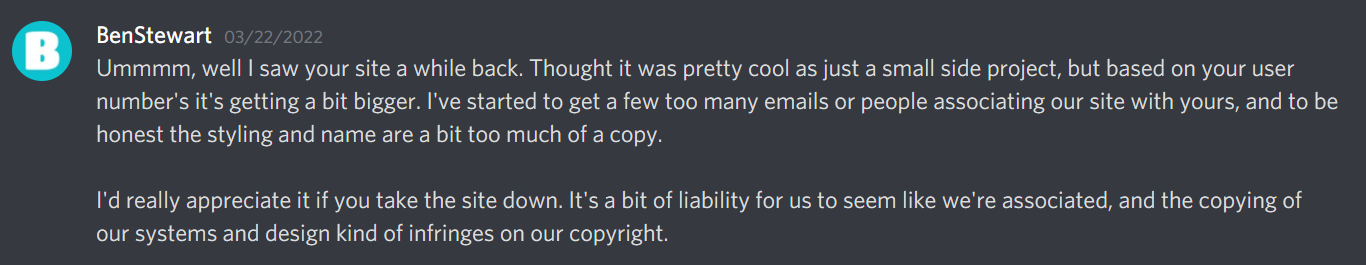 B
BenStewart 03/22/2022
Ummmm, well I saw your site a while back. Thought it was pretty cool as just a small side project, but based on your user
number's it's getting a bit bigger. I've started to get a few too many emails or people associating our site with yours, and to be
honest the styling and name are a bit too much of a copy.
I'd really appreciate it if you take the site down. It's a bit of liability for us to seem like we're associated, and the copying of
our systems and design kind of infringes on our copyright.